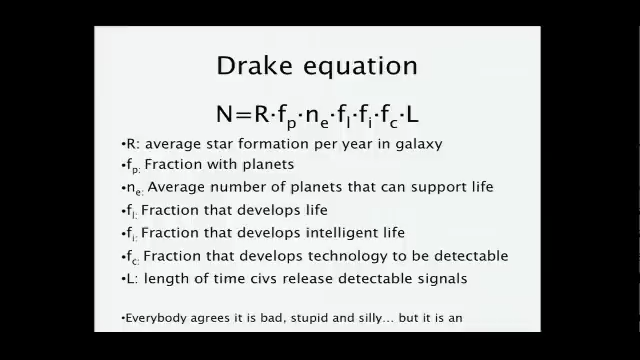 Drake equation
N=R·fp·ne·fl·fi·fc·L
•R: average star formation per year in galaxy
•fp: Fraction with planets
•ne: Average number of planets that can support life
•fl: Fraction that develops life
•fi: Fraction that develops intelligent life
•fc: Fraction that develops technology to be detectable
•L: length of time civs release detectable signals
•Everybody agrees it is bad, stupid and silly... but it is an